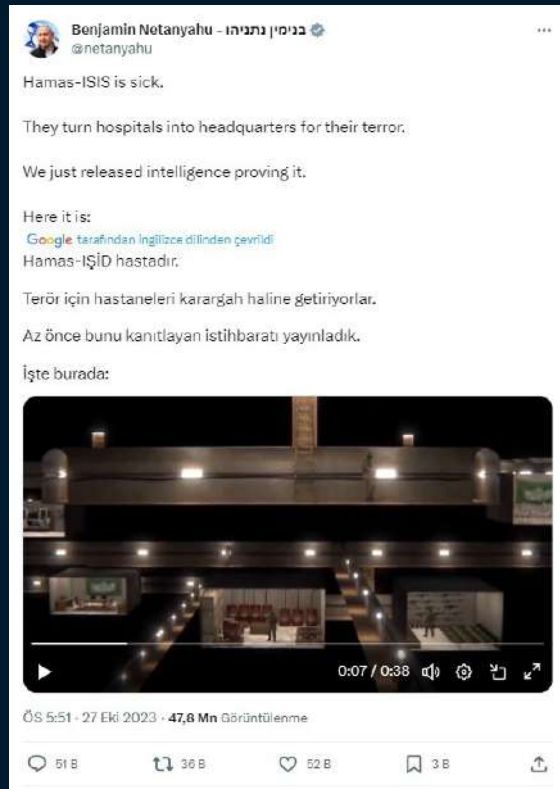 Benjamin Netanyahu - בנימין נתניהו
@netanyahu
Hamas-ISIS is sick.
They turn hospitals into headquarters for their terror.
We just released intelligence proving it.
Here it is:
Google tarafından İngilizce dilinden çevrildi
Hamas-IŞİD hastadır.
Terör için hastaneleri karargah haline getiriyorlar.
Az önce bunu kanıtlayan istihbaratı yayınladık.
İşte burada:
0:07 / 0:38
ÖS 5:51 · 27 Eki 2023 · 47,8 Mn Görüntülenme
51 B 36 B 52 B 3 B